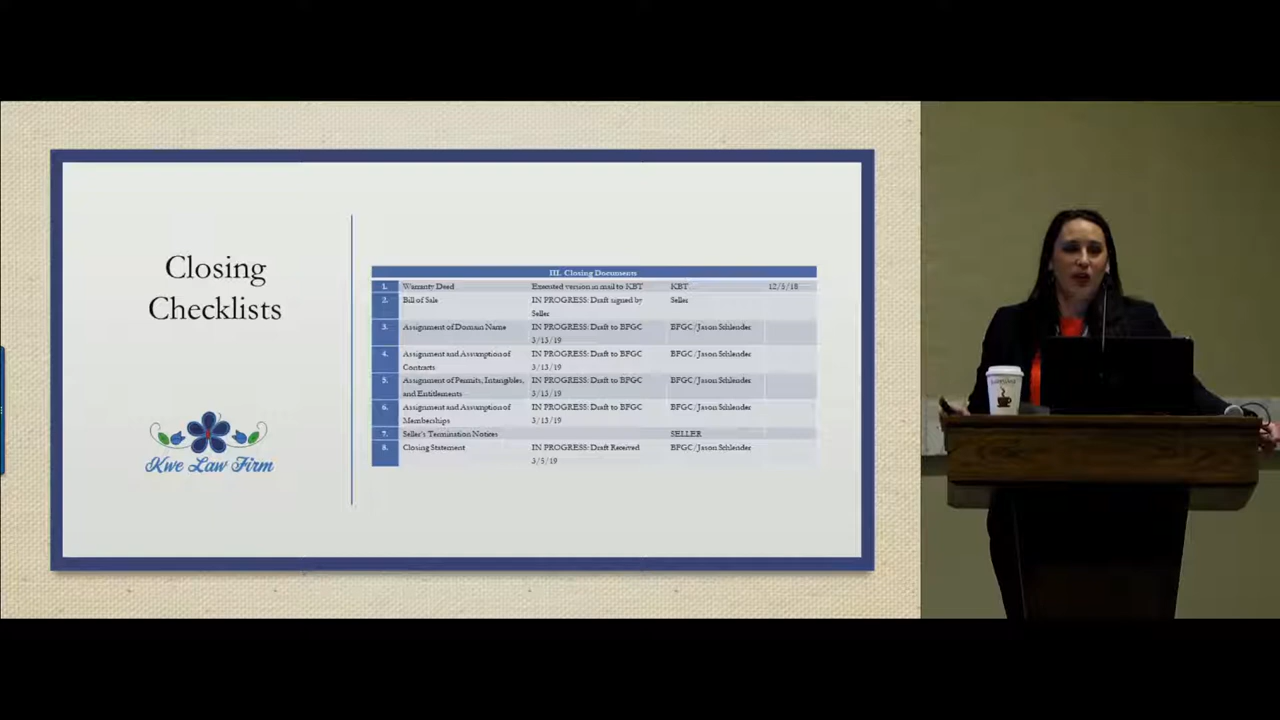 Closing
Checklists
Kwe Law Firm
III. Closing Documents
1. Warranty Deed Executed version in mail to KBT KBT 12/5/18
2. Bill of Sale IN PROGRESS: Draft signed by Seller
Seller
3. Assignment of Domain Name IN PROGRESS: Draft to BFGC BFGC/Jason Schlender
3/13/19
4. Assignment and Assumption of IN PROGRESS: Draft to BFGC BFGC/Jason Schlender
Contracts 3/13/19
5. Assignment of Permits, Intangibles, IN PROGRESS: Draft to BFGC BFGC/Jason Schlender
and Entitlements 3/13/19
6. Assignment and Assumption of IN PROGRESS: Draft to BFGC BFGC/Jason Schlender
Memberships 3/13/19
7. Seller's Termination Notices SELLER
8. Closing Statement IN PROGRESS: Draft Received BFGC/Jason Schlender
3/5/19